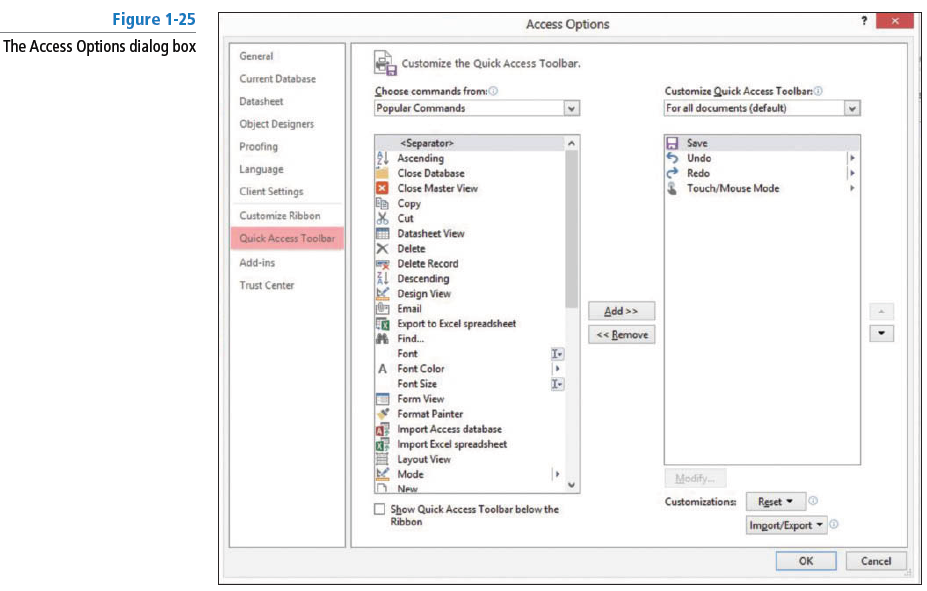 Figure 1-25
The Access Options dialog box
Access Options
?
General
Current Database
Datasheet
Object Designers
Proofing
Language
Client Settings
Customize Ribbon
Quick Access Toolbar
Add-ins
Trust Center
Customize the Quick Access Toolbar.
Choose commands from:
Popular Commands
<Separator>
Ascending
Close Database
Close Master View
Copy
Cut
Datasheet View
Delete
Delete Record
Descending
Design View
Email
Export to Excel spreadsheet
Find...
Font
Font Color
Font Size
Form View
Format Painter
Import Access database
Import Excel spreadsheet
Layout View
Mode
New
Show Quick Access Toolbar below the
Ribbon
Add >>
<< Remove
Customize Quick Access Toolbar:
For all documents (default)
Save
Undo
Redo
Touch/Mouse Mode
Modify...
Customizations:
Reset
Import/Export
OK
Cancel